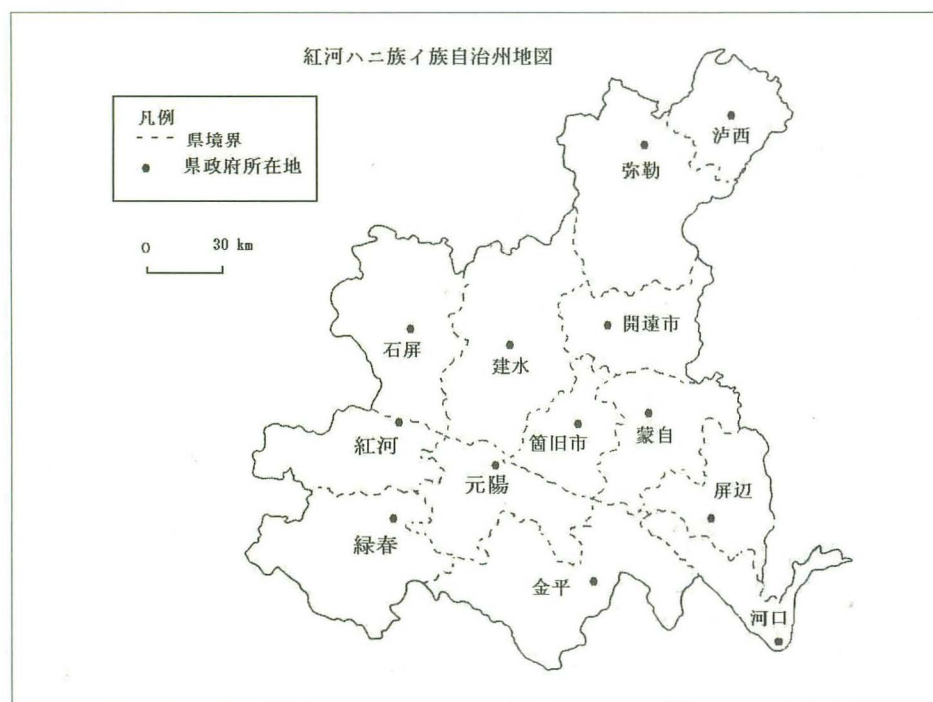 紅河ハニ族イ族自治州地図
凡例
県境界
県政府所在地
0 30 km
泸西
弥勒
開遠市
石屏
建水
紅河
箇旧市
蒙自
元陽
屏辺
緑春
金平
河口